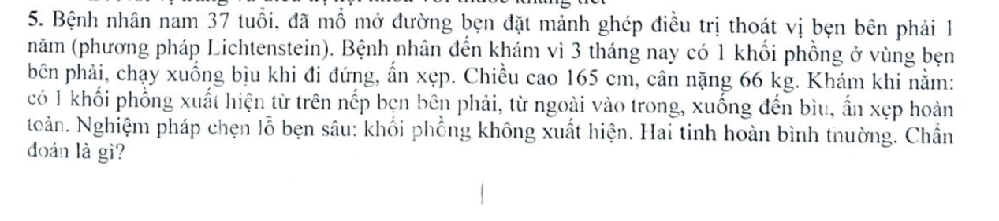 5. Bệnh nhân nam 37 tuổi, đã mổ mở đường bẹn đặt mảnh ghép điều trị thoát vị bẹn bên phải 1
năm (phương pháp Lichtenstein). Bệnh nhân đến khám vì 3 tháng nay có 1 khối phồng ở vùng bẹn
bên phải, chạy xuống bịu khi đi đứng, ấn xẹp. Chiều cao 165 cm, cân nặng 66 kg. Khám khi nằm:
có 1 khối phồng xuất hiện từ trên nếp bẹn bên phải, từ ngoài vào trong, xuống đến bìu, ấn xẹp hoàn
toàn. Nghiệm pháp chẹn lỗ bẹn sâu: khối phồng không xuất hiện. Hai tinh hoàn bình thường. Chẩn
đoán là gì?